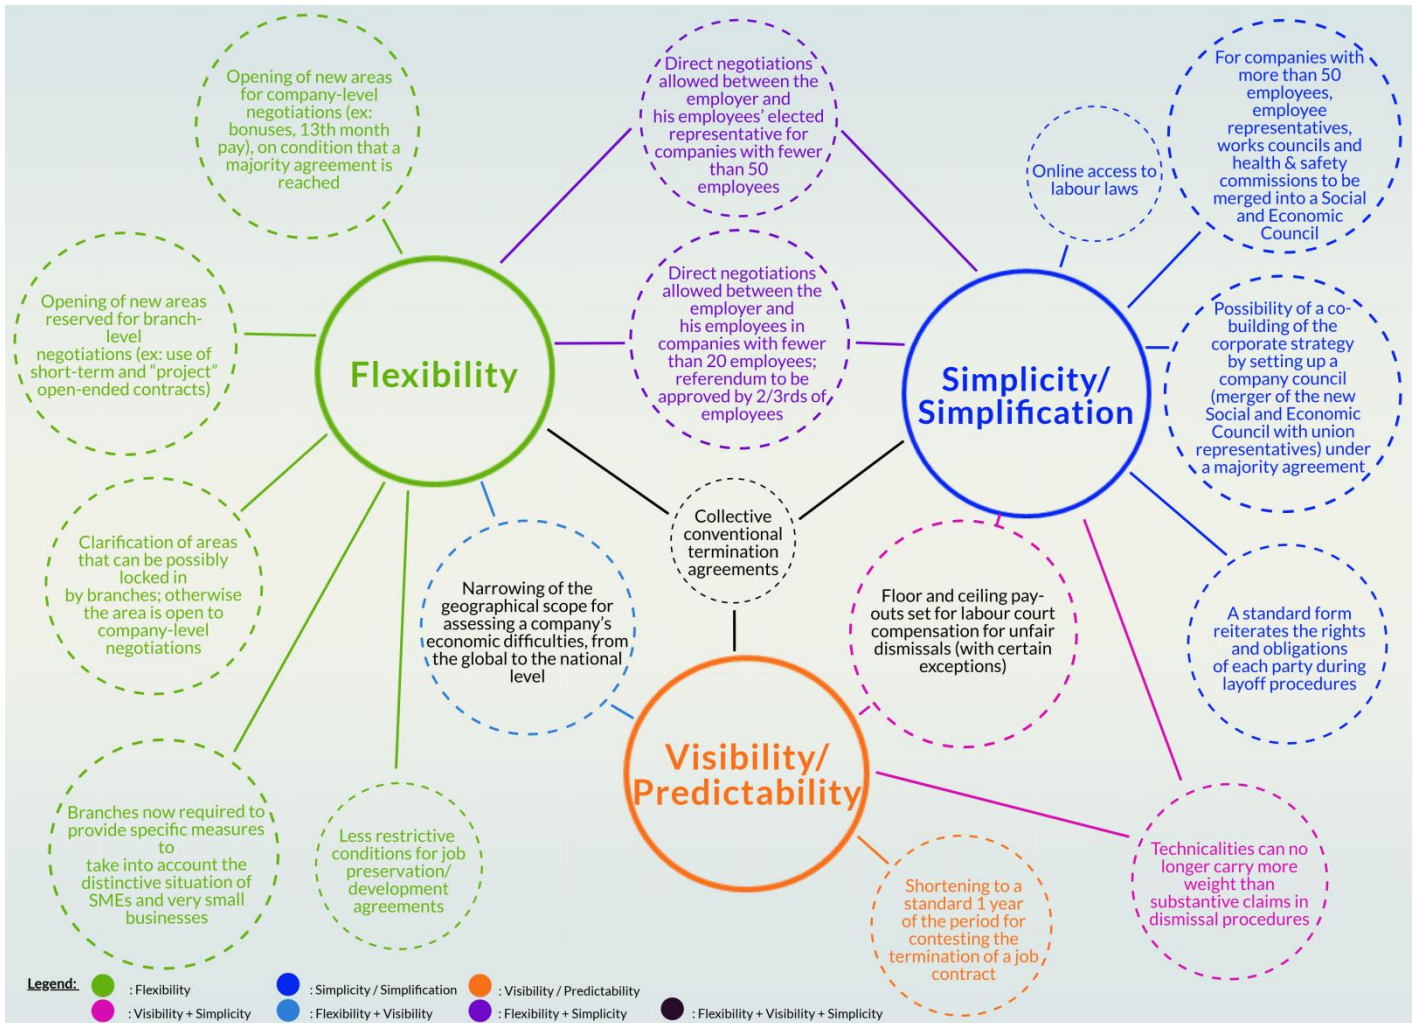 Opening of new areas
for company-level
negotiations (ex:
bonuses, 13th month
pay), on condition that a
majority agreement is
reached
Direct negotiations
allowed between the
employer and
his employees’ elected
representative for
companies with fewer
than 50
employees
Online access to
labour laws
For companies with
more than 50
employees,
employee
representatives,
works councils and
health & safety
commissions to be
merged into a Social
and Economic
Council
Opening of new areas
reserved for branch-
level
negotiations (ex: use of
short-term and “project”
open-ended contracts)
Flexibility
Direct negotiations
allowed between the
employer and
his employees in
companies with fewer
than 20 employees;
referendum to be
approved by 2/3rds of
employees
Simplicity/
Simplification
Possibility of a co-
building of the
corporate strategy
by setting up a
company council
(merger of the new
Social and Economic
Council with union
representatives) under
a majority agreement
Clarification of areas
that can be possibly
locked in
by branches; otherwise
the area is open to
company-level
negotiations
Narrowing of the
geographical scope for
assessing a company’s
economic difficulties, from
the global to the national
level
Collective
conventional
termination
agreements
Floor and ceiling pay-
outs set for labour court
compensation for unfair
dismissals (with certain
exceptions)
A standard form
reiterates the rights
and obligations
of each party during
layoff procedures
Visibility/
Predictability
Branches now required to
provide specific measures
to
take into account the
distinctive situation of
SMEs and very small
businesses
Less restrictive
conditions for job
preservation/
development
agreements
Shortening to a
standard 1 year
of the period for
contesting the
termination of a job
contract
Technicalities can no
longer carry more
weight than
substantive claims in
dismissal procedures
Legend:
: Flexibility
: Simplicity / Simplification
: Visibility / Predictability
: Visibility + Simplicity
: Flexibility + Visibility
: Flexibility + Simplicity
: Flexibility + Visibility + Simplicity